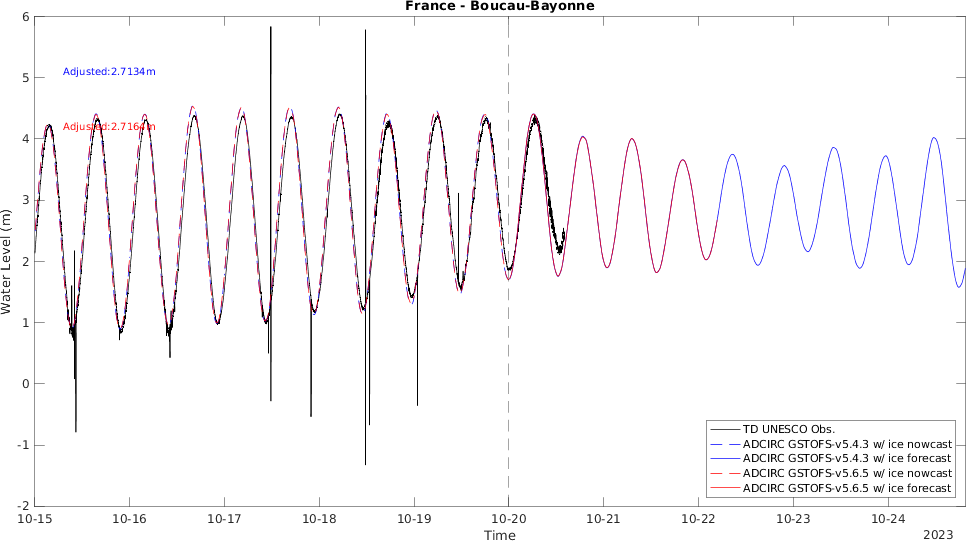 France - Boucau-Bayonne
6
5
4
3
2
1
0
-1
-2
Water Level (m)
Adjusted:2.7134m
Adjusted:2.7164m
TD UNESCO Obs.
ADCIRC GSTOFS-v5.4.3 w/ ice nowcast
ADCIRC GSTOFS-v5.4.3 w/ ice forecast
ADCIRC GSTOFS-v5.6.5 w/ ice nowcast
ADCIRC GSTOFS-v5.6.5 w/ ice forecast
10-15 10-16 10-17 10-18 10-19 10-20 10-21 10-22 10-23 10-24
Time
2023